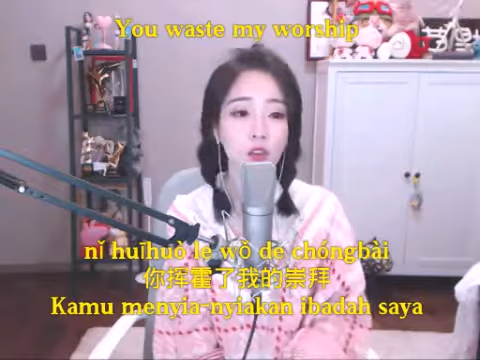 You waste my worship
nǐ huīhuò le wǒ de chóngbài
你挥霍了我的崇拜
Kamu menyia-nyiakan ibadah saya